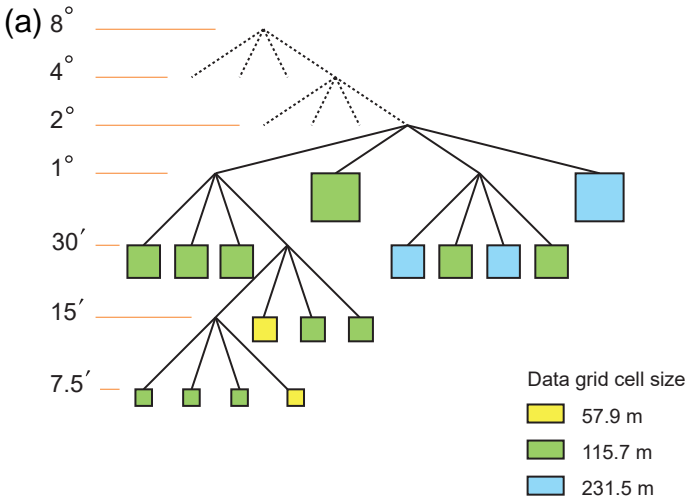 (a) 8°
4°
2°
1°
30′
15′
7.5′
Data grid cell size
57.9 m
115.7 m
231.5 m